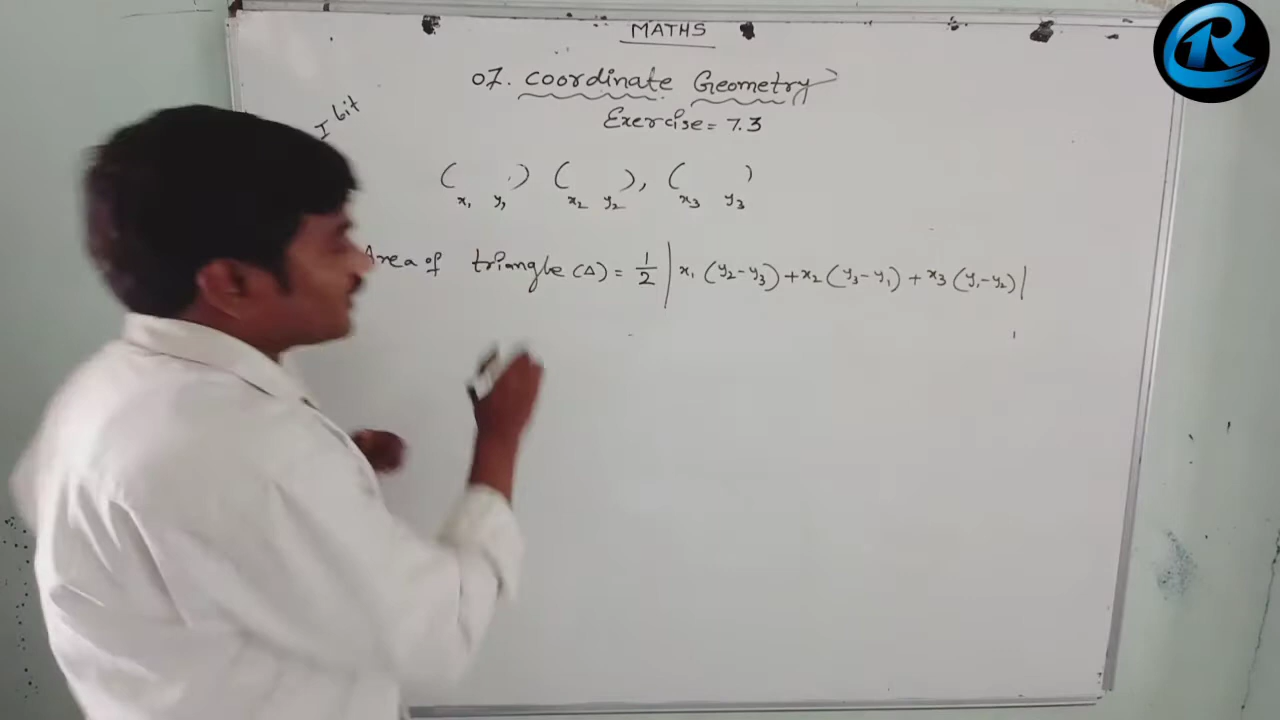 MATHS
07. Coordinate Geometry
Exercise = 7.3
I bit
(x₁ y₁) (x₂ y₂), (x₃ y₃)
Area of triangle (Δ) = 1/2 | x₁ (y₂-y₃) + x₂ (y₃-y₁) + x₃ (y₁-y₂) |